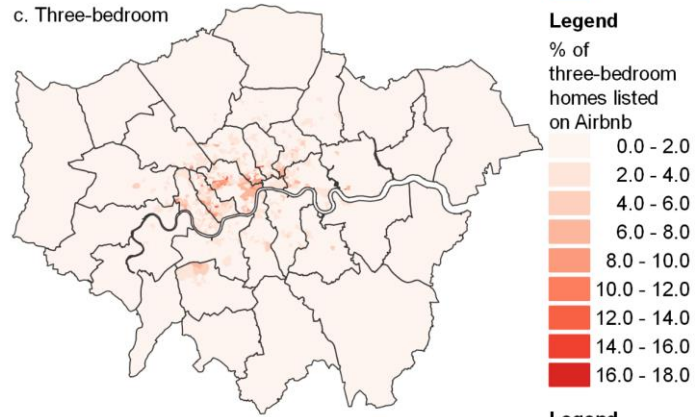 c. Three-bedroom
Legend
% of
three-bedroom
homes listed
on Airbnb
0.0 - 2.0
2.0 - 4.0
4.0 - 6.0
6.0 - 8.0
8.0 - 10.0
10.0 - 12.0
12.0 - 14.0
14.0 - 16.0
16.0 - 18.0
Legend